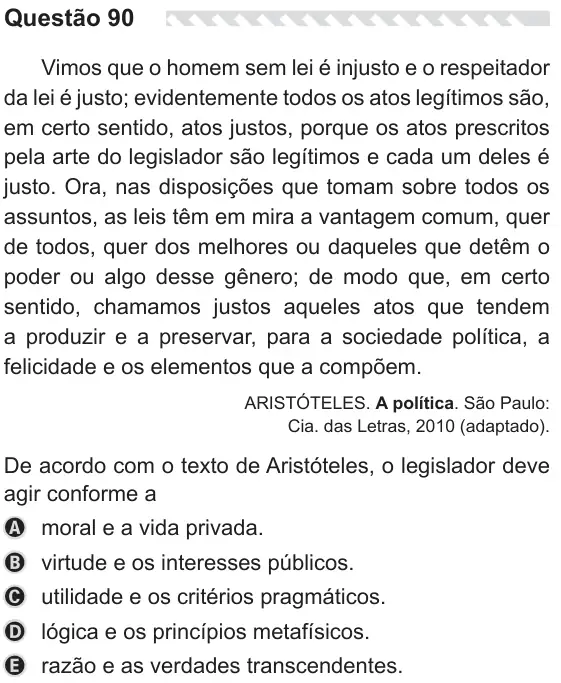 Questão 90
Vimos que o homem sem lei é injusto e o respeitador
da lei é justo; evidentemente todos os atos legítimos são,
em certo sentido, atos justos, porque os atos prescritos
pela arte do legislador são legítimos e cada um deles é
justo. Ora, nas disposições que tomam sobre todos os
assuntos, as leis têm em mira a vantagem comum, quer
de todos, quer dos melhores ou daqueles que detêm o
poder ou algo desse gênero; de modo que, em certo
sentido, chamamos justos aqueles atos que tendem
a produzir e a preservar, para a sociedade política, a
felicidade e os elementos que a compõem.
ARISTÓTELES. A política. São Paulo:
Cia. das Letras, 2010 (adaptado).
De acordo com o texto de Aristóteles, o legislador deve
agir conforme a
A moral e a vida privada.
B virtude e os interesses públicos.
C utilidade e os critérios pragmáticos.
D lógica e os princípios metafísicos.
E razão e as verdades transcendentes.